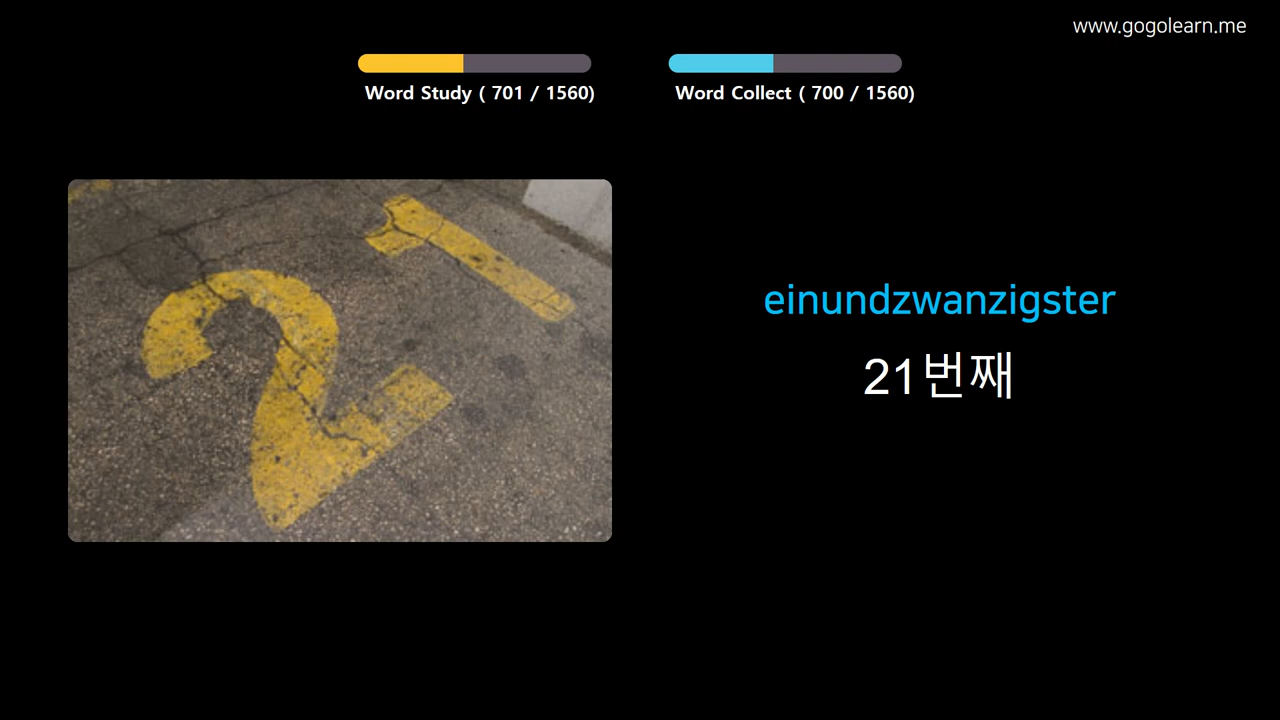 www.gogolearn.me
Word Study ( 701 / 1560)
Word Collect ( 700 / 1560)
21
einundzwanzigster
21번째